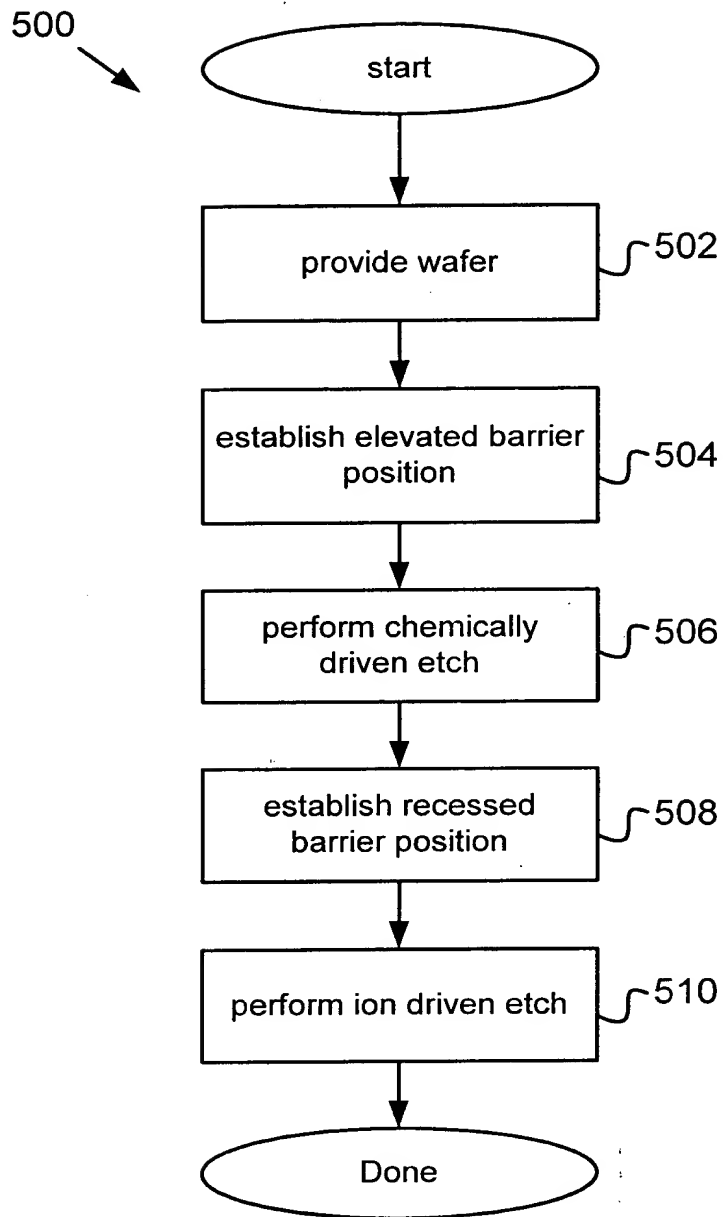 500
start
provide wafer
502
establish elevated barrier
position
504
perform chemically
driven etch
506
establish recessed
barrier position
508
perform ion driven etch
510
Done